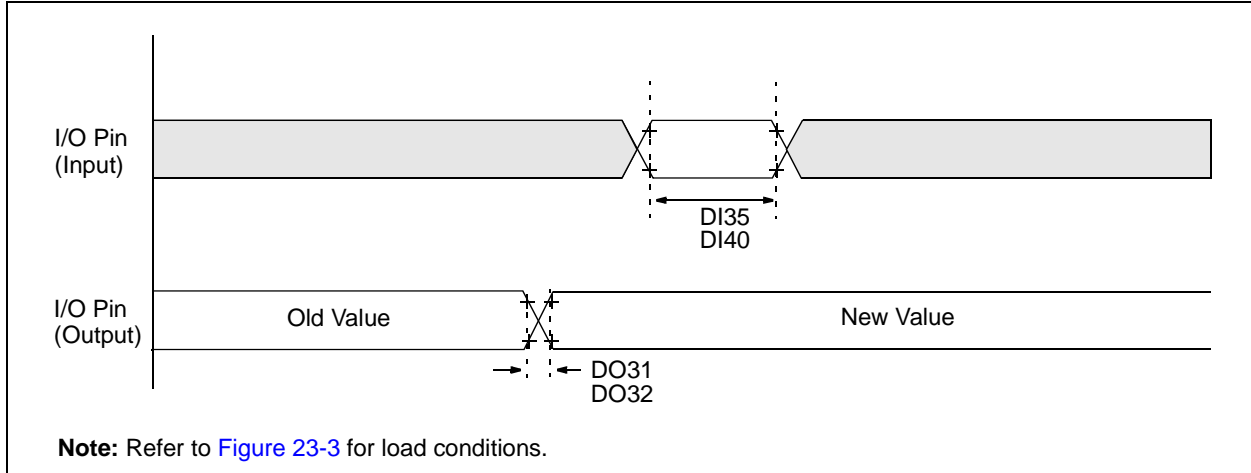 I/O Pin
(Input)
DI35
DI40
I/O Pin
(Output)
Old Value
New Value
DO31
DO32
Note: Refer to Figure 23-3 for load conditions.